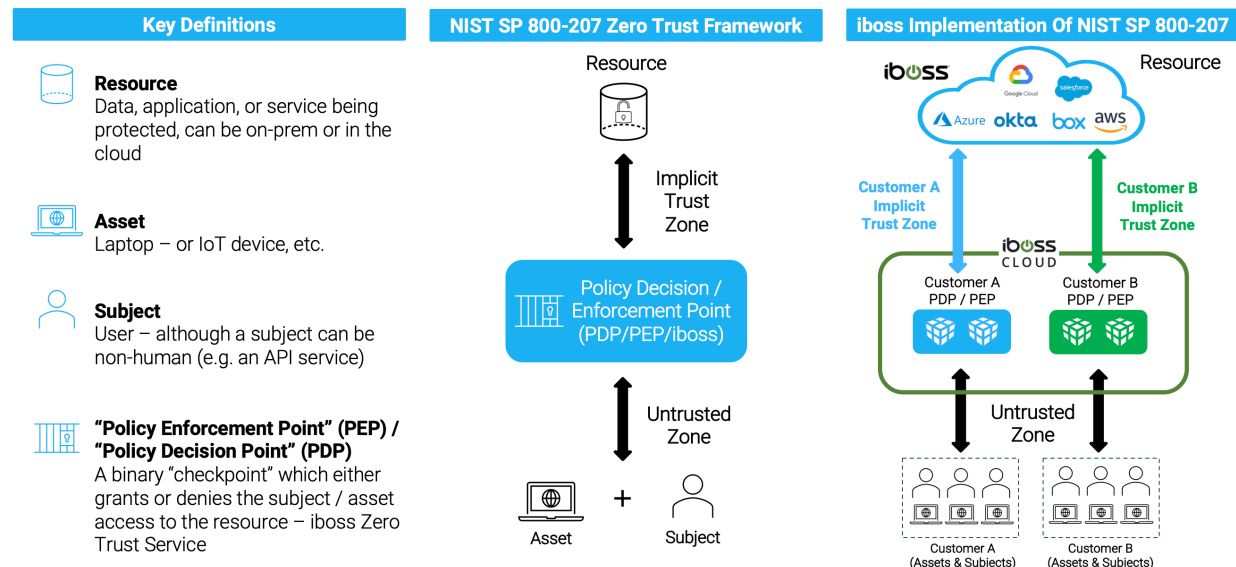 Key Definitions
Resource
Data, application, or service being
protected, can be on-prem or in the
cloud
Asset
Laptop – or IoT device, etc.
Subject
User – although a subject can be
non-human (e.g. an API service)
“Policy Enforcement Point” (PEP) /
“Policy Decision Point” (PDP)
A binary “checkpoint” which either
grants or denies the subject / asset
access to the resource – iboss Zero
Trust Service
NIST SP 800-207 Zero Trust Framework
Resource
Implicit
Trust
Zone
Policy Decision /
Enforcement Point
(PDP/PEP/iboss)
Untrusted
Zone
+
Asset
Subject
iboss Implementation Of NIST SP 800-207
iboss
Resource
Google Cloud
salesforce
Azure
okta
box
aws
Customer A
Implicit
Trust Zone
Customer B
Implicit
Trust Zone
iboss
CLOUD
Customer A
PDP / PEP
Customer B
PDP / PEP
Untrusted
Zone
Customer A
(Assets & Subjects)
Customer B
(Assets & Subjects)